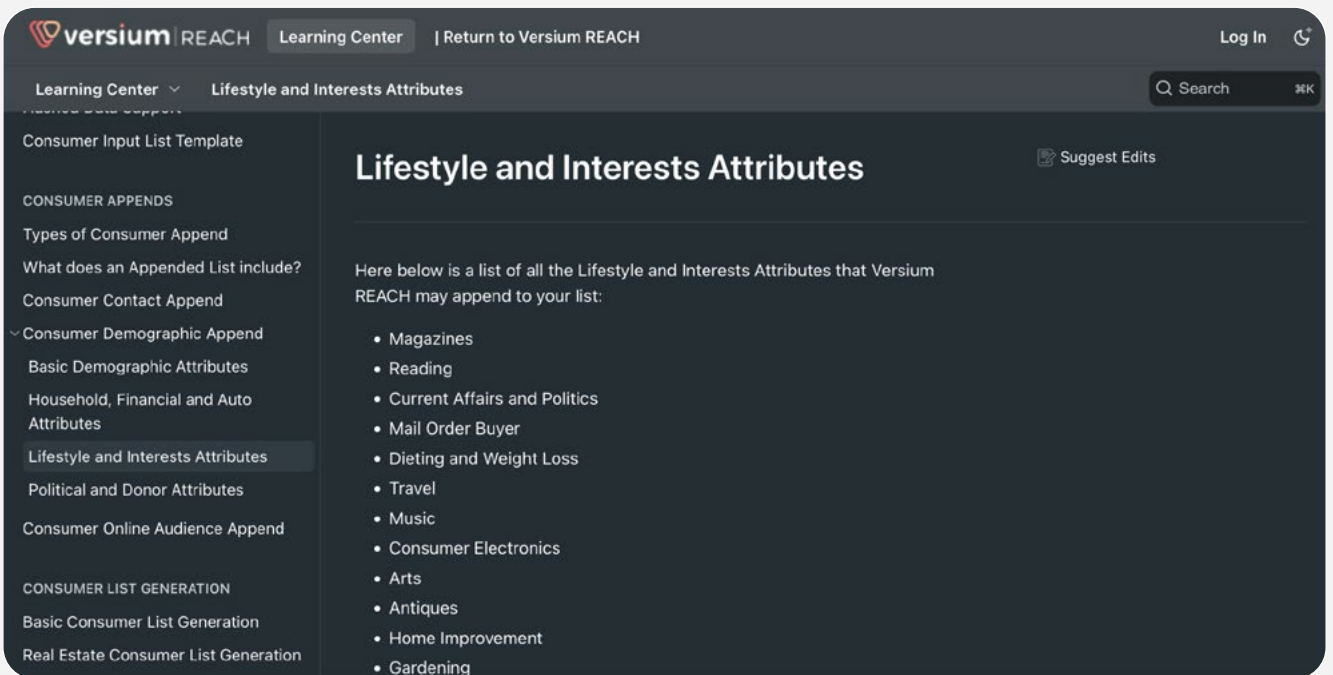 versium | REACH Learning Center | Return to Versium REACH Log In
Learning Center Lifestyle and Interests Attributes Search ⌘K
Hashed Data Support
Consumer Input List Template
CONSUMER APPENDS
Types of Consumer Append
What does an Appended List include?
Consumer Contact Append
Consumer Demographic Append
Basic Demographic Attributes
Household, Financial and Auto
Attributes
Lifestyle and Interests Attributes
Political and Donor Attributes
Consumer Online Audience Append
CONSUMER LIST GENERATION
Basic Consumer List Generation
Real Estate Consumer List Generation
Lifestyle and Interests Attributes
Suggest Edits
Here below is a list of all the Lifestyle and Interests Attributes that Versium
REACH may append to your list:
• Magazines
• Reading
• Current Affairs and Politics
• Mail Order Buyer
• Dieting and Weight Loss
• Travel
• Music
• Consumer Electronics
• Arts
• Antiques
• Home Improvement
• Gardening